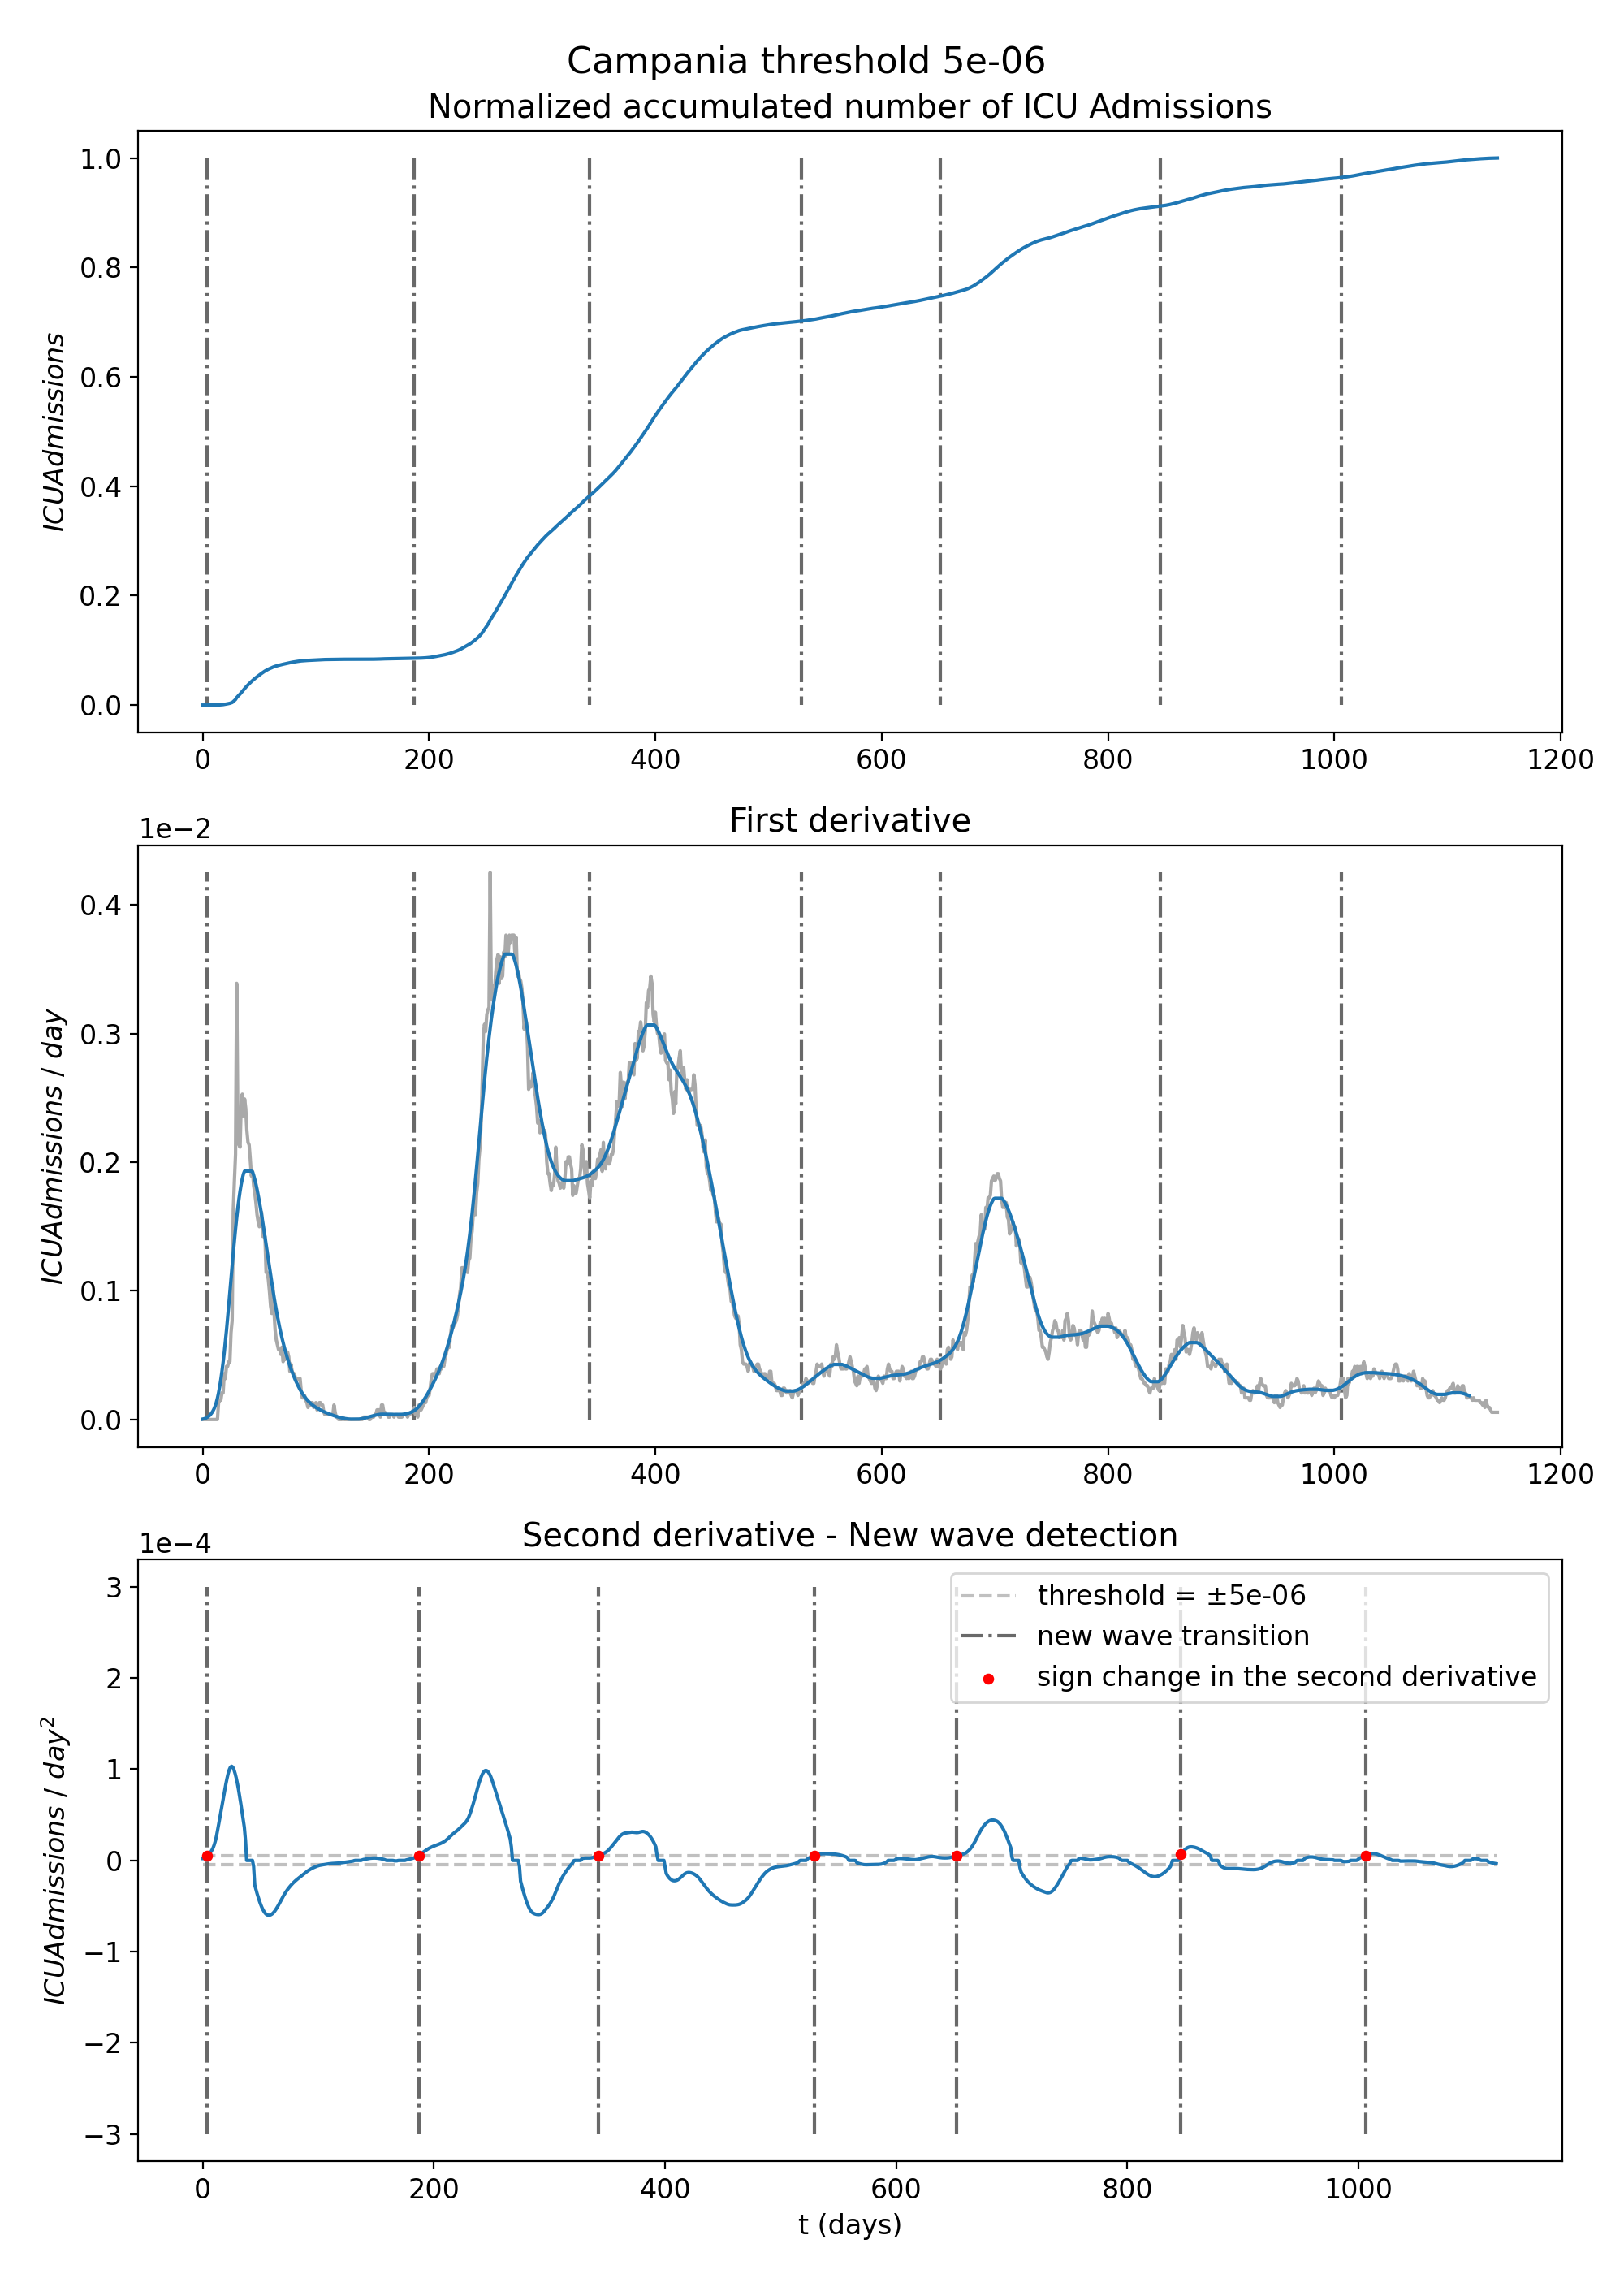 Campania threshold 5e-06
Normalized accumulated number of ICU Admissions
1.0
0.8
0.6
0.4
0.2
0.0
ICUAdmissions
0 200 400 600 800 1000 1200
First derivative
1e−2
0.4
0.3
0.2
0.1
0.0
ICUAdmissions / day
0 200 400 600 800 1000 1200
Second derivative - New wave detection
1e−4
3
2
1
0
−1
−2
−3
ICUAdmissions / day²
threshold = ±5e-06
new wave transition
sign change in the second derivative
0 200 400 600 800 1000
t (days)